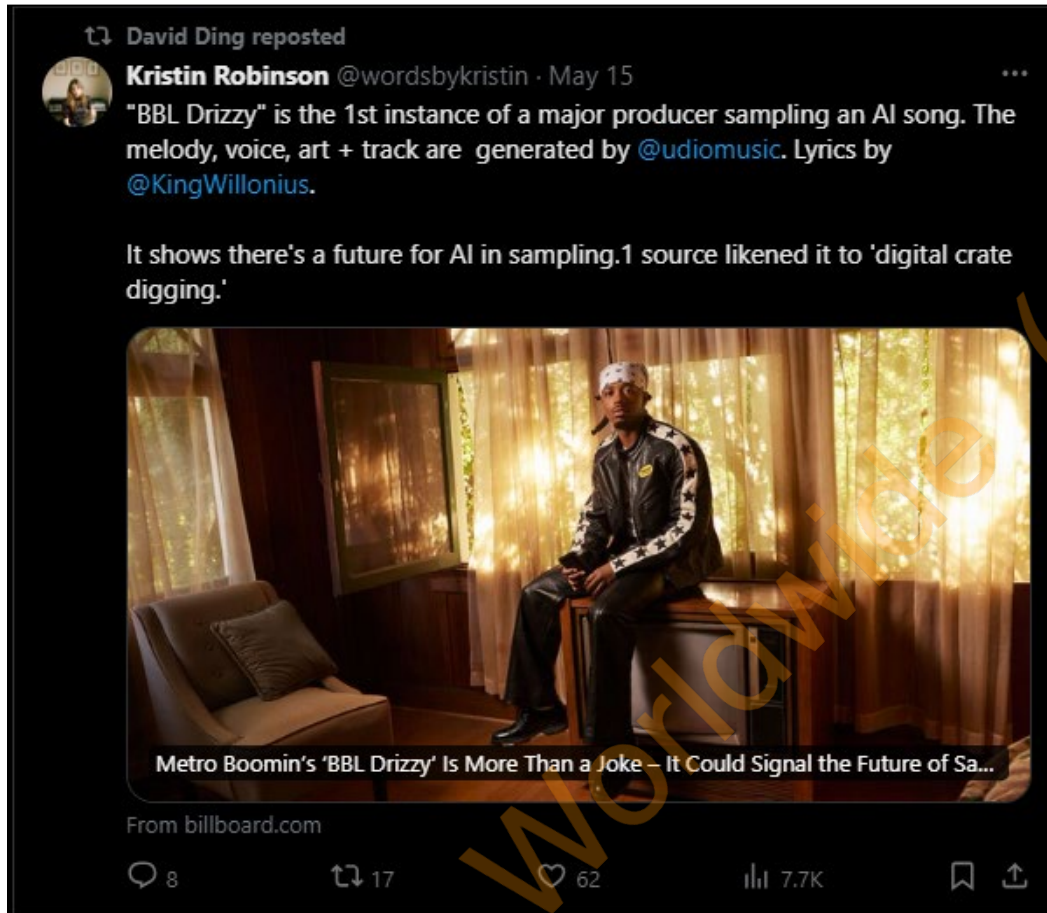 David Ding reposted
Kristin Robinson @wordsbykristin · May 15
"BBL Drizzy" is the 1st instance of a major producer sampling an AI song. The
melody, voice, art + track are generated by @udiomusic. Lyrics by
@KingWillonius.
It shows there's a future for AI in sampling.1 source likened it to 'digital crate
digging.'
Metro Boomin's 'BBL Drizzy' Is More Than a Joke – It Could Signal the Future of Sa...
From billboard.com
8 17 62 7.7K
Worldwide (